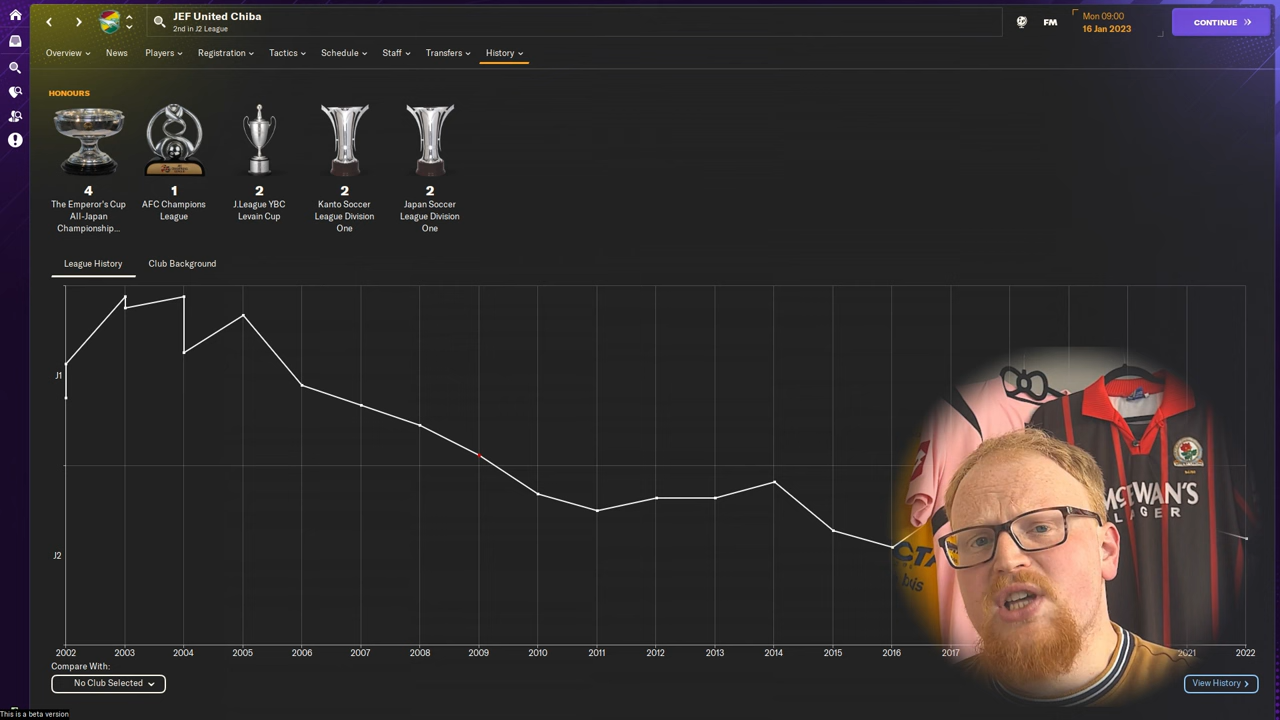 JEF United Chiba
2nd in J2 League
FM
Mon 09:00
16 Jan 2023
CONTINUE
Overview
News
Players
Registration
Tactics
Schedule
Staff
Transfers
History
HONOURS
4
1
2
2
2
The Emperor's Cup
All-Japan
Championship...
AFC Champions
League
J.League YBC
Levain Cup
Kanto Soccer
League Division
One
Japan Soccer
League Division
One
League History
Club Background
J1
J2
McEWAN'S
LAGER
2002
2003
2004
2005
2006
2007
2008
2009
2010
2011
2012
2013
2014
2015
2016
2017
2021
2022
Compare With:
No Club Selected
View History
This is a beta version